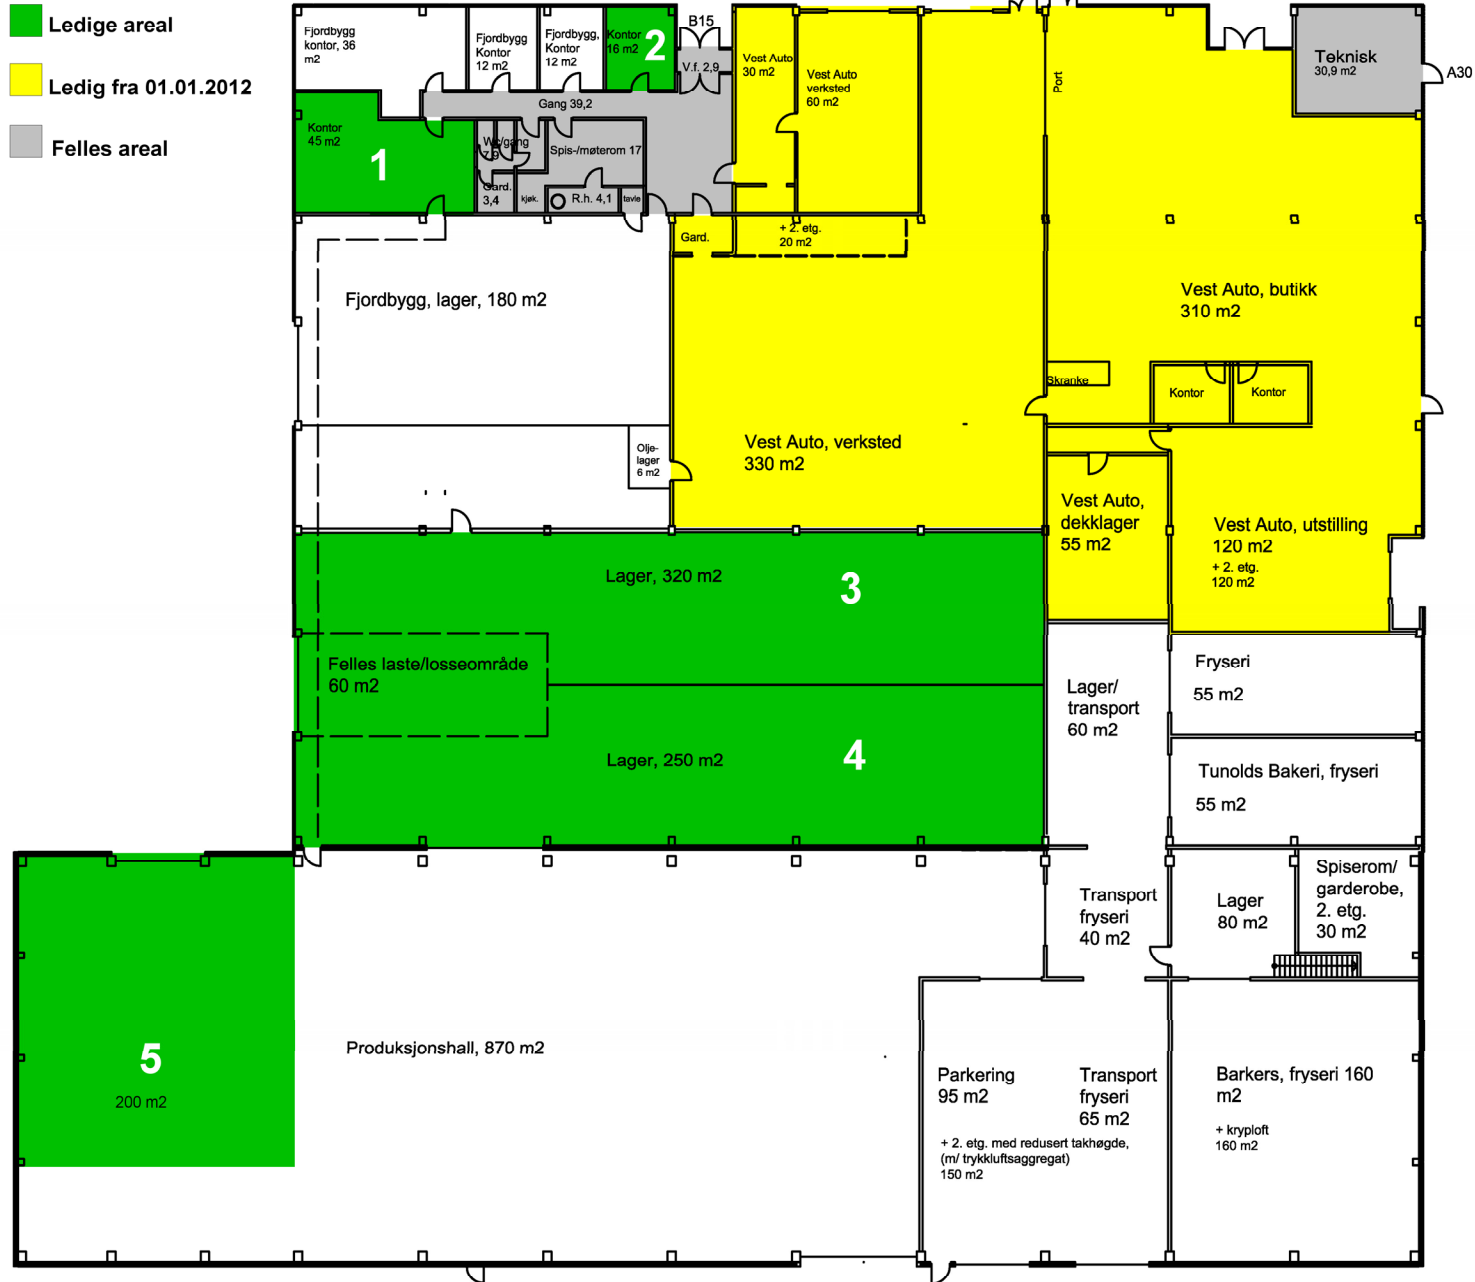 Ledige areal
Ledig fra 01.01.2012
Felles areal
Fjordbygg
kontor, 36
m2
Fjordbygg
Kontor
12 m2
Fjordbygg,
Kontor
12 m2
Kontor
16 m2
2
B15
V.f. 2,9
Vest Auto
30 m2
Vest Auto
verksted
60 m2
Port
Teknisk
30,9 m2
A30
Gang 39,2
Kontor
45 m2
1
Wc/gang
7,9
Spis-/møterom 17
Gard.
3,4
kjøk.
R.h. 4,1
tavle
Gard.
+ 2. etg.
20 m2
Fjordbygg, lager, 180 m2
Vest Auto, butikk
310 m2
Skranke
Kontor
Kontor
Olje-
lager
6 m2
Vest Auto, verksted
330 m2
Vest Auto,
dekklager
55 m2
Vest Auto, utstilling
120 m2
+ 2. etg.
120 m2
Lager, 320 m2
3
Felles laste/losseområde
60 m2
Lager/
transport
60 m2
Fryseri
55 m2
Lager, 250 m2
4
Tunolds Bakeri, fryseri
55 m2
Transport
fryseri
40 m2
Lager
80 m2
Spiserom/
garderobe,
2. etg.
30 m2
5
200 m2
Produksjonshall, 870 m2
Parkering
95 m2
Transport
fryseri
65 m2
+ 2. etg. med redusert takhøgde,
(m/ trykkluftsaggregat)
150 m2
Barkers, fryseri 160
m2
+ kryploft
160 m2